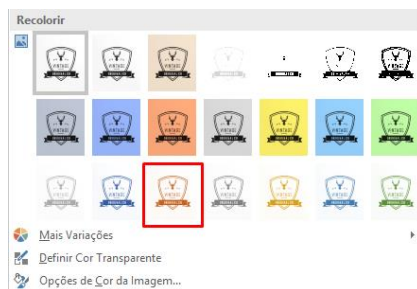 Recolorir
Mais Variações
Definir Cor Transparente
Opções de Cor da Imagem...